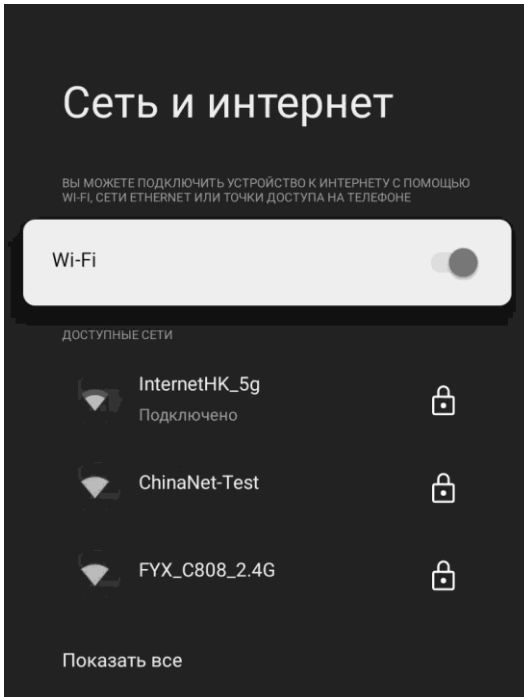 Сеть и интернет
ВЫ МОЖЕТЕ ПОДКЛЮЧИТЬ УСТРОЙСТВО К ИНТЕРНЕТУ С ПОМОЩЬЮ
WI-FI, СЕТИ ETHERNET ИЛИ ТОЧКИ ДОСТУПА НА ТЕЛЕФОНЕ
Wi-Fi
ДОСТУПНЫЕ СЕТИ
InternetHK_5g
Подключено
ChinaNet-Test
FYX_C808_2.4G
Показать все